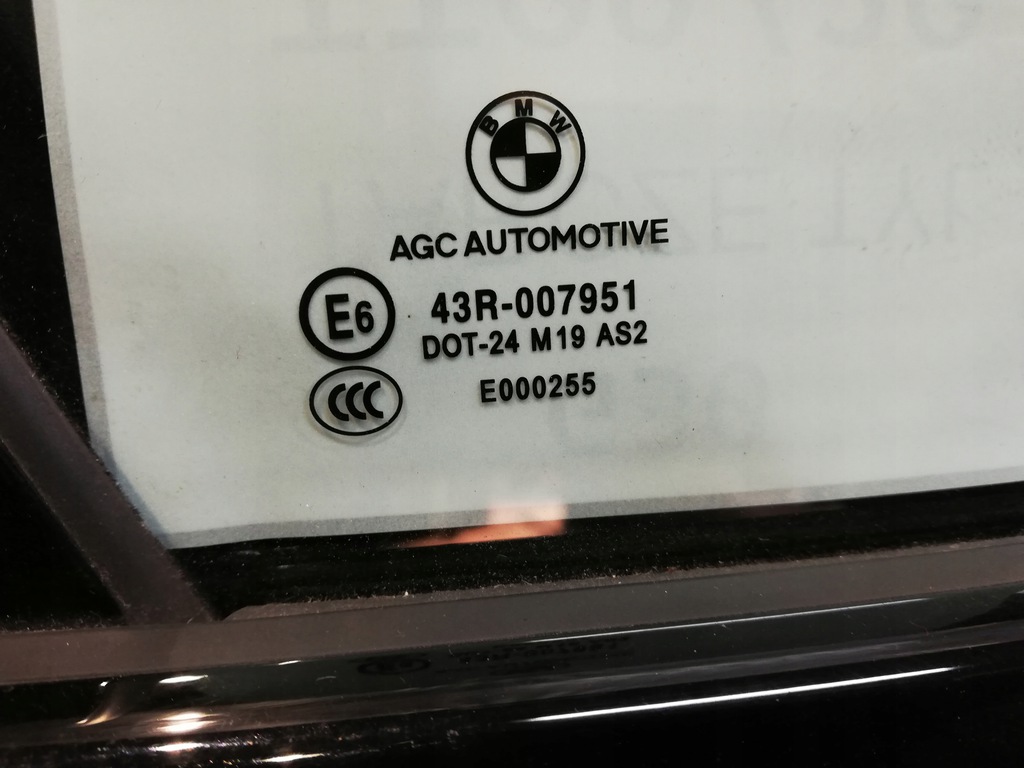 BMW
AGC AUTOMOTIVE
E6
43R-007951
DOT-24 M19 AS2
CCC
E000255